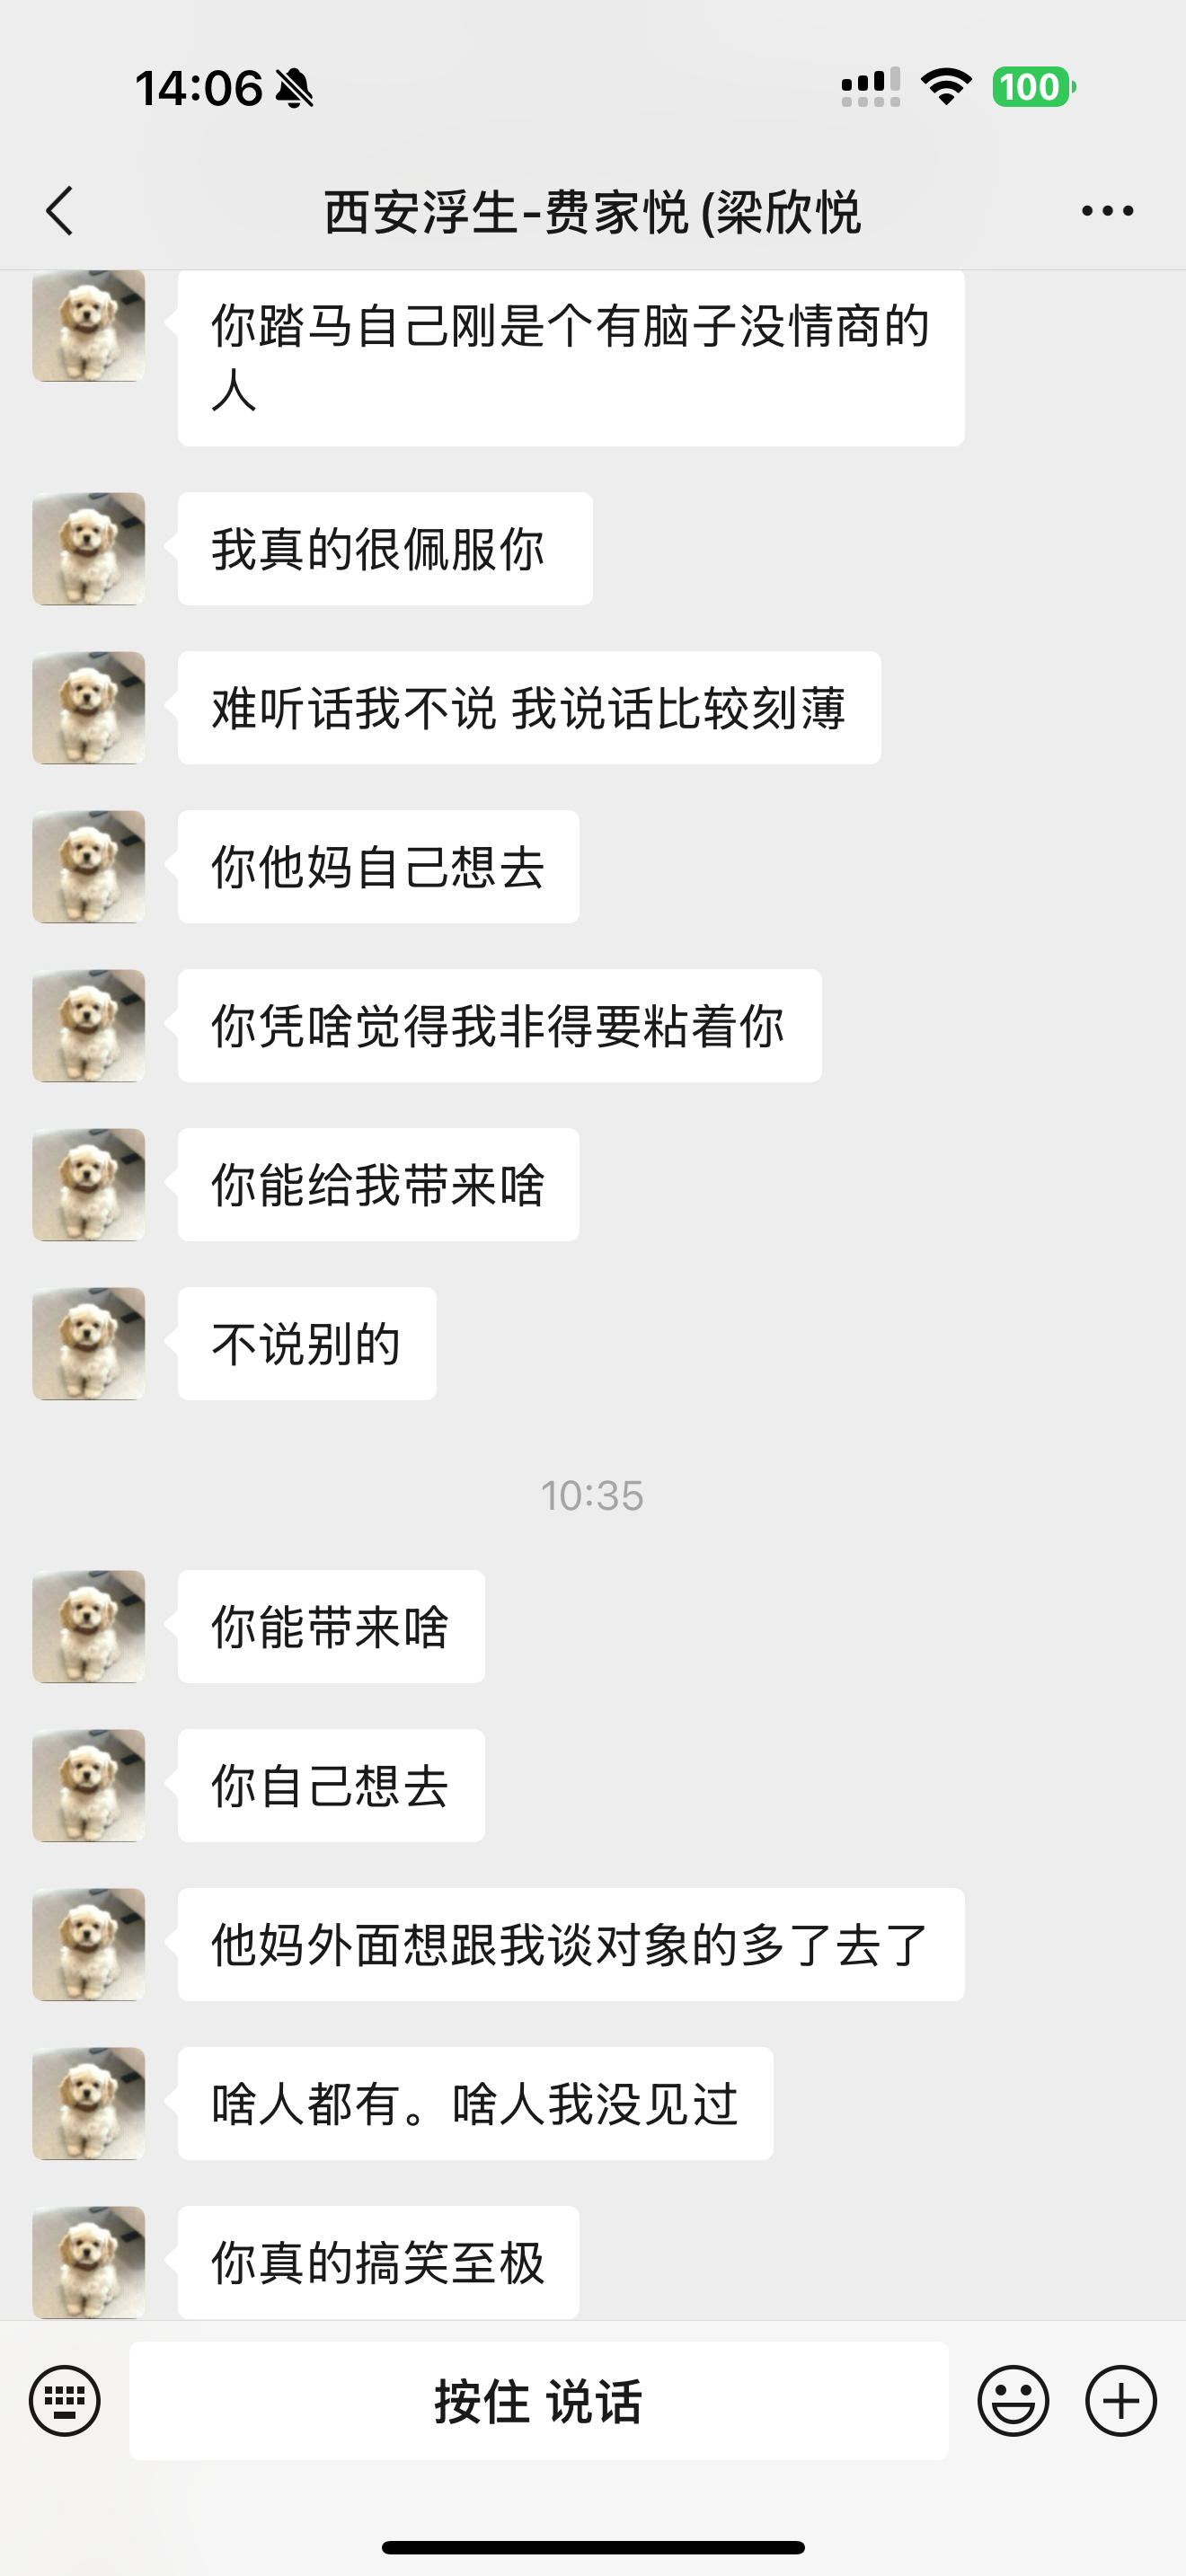 14:06
100
西安浮生-费家悦 (梁欣悦
你踏马自己刚是个有脑子没情商的
人
我真的很佩服你
难听话我不说 我说话比较刻薄
你他妈自己想去
你凭啥觉得我非得要粘着你
你能给我带来啥
不说别的
10:35
你能带来啥
你自己想去
他妈外面想跟我谈对象的多了去了
啥人都有。啥人我没见过
你真的搞笑至极
按住 说话